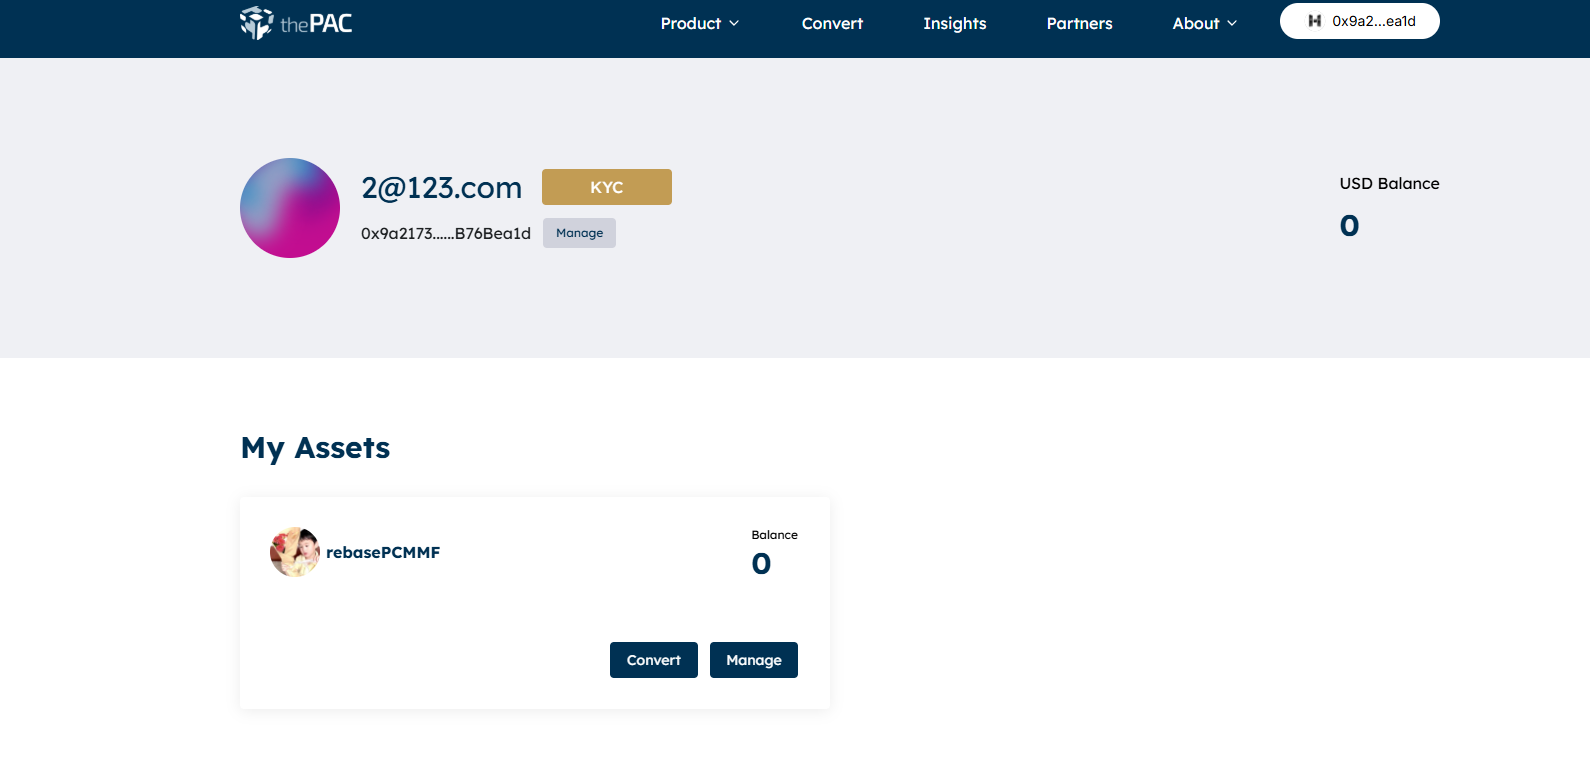 thePAC
Product
Convert
Insights
Partners
About
0x9a2...ea1d
2@123.com
KYC
0x9a2173......B76Bea1d
Manage
USD Balance
0
My Assets
rebasePCMMF
Balance
0
Convert
Manage